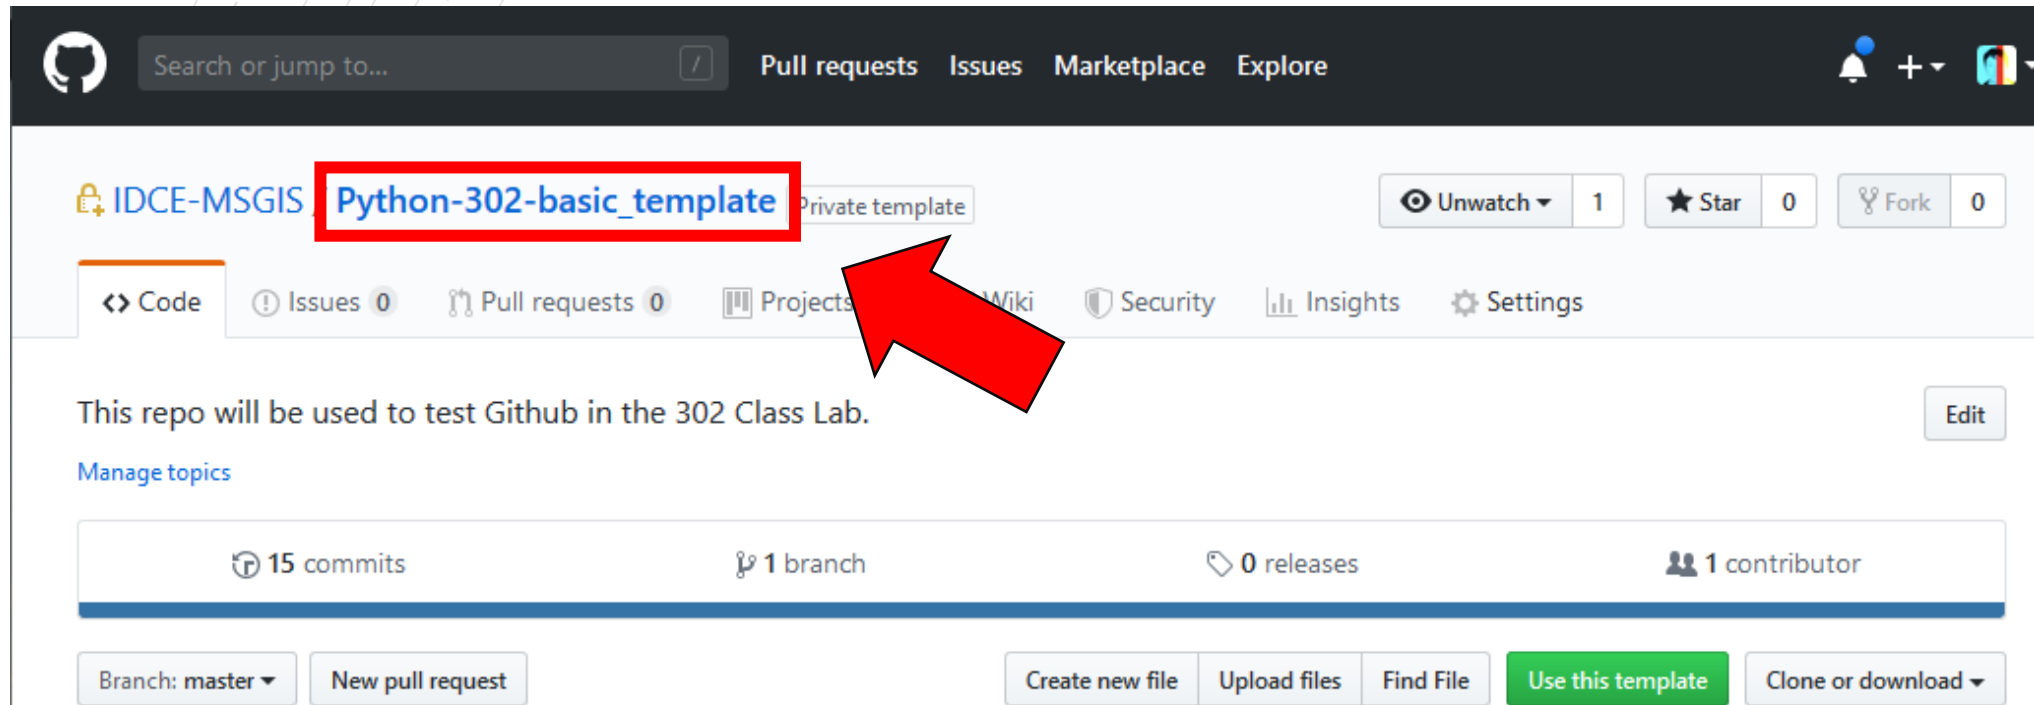 Search or jump to... / Pull requests Issues Marketplace Explore
IDCE-MSGIS / Python-302-basic_template Private template Unwatch 1 Star 0 Fork 0
Code Issues 0 Pull requests 0 Projects Wiki Security Insights Settings
This repo will be used to test Github in the 302 Class Lab. Edit
Manage topics
15 commits 1 branch 0 releases 1 contributor
Branch: master New pull request Create new file Upload files Find File Use this template Clone or download